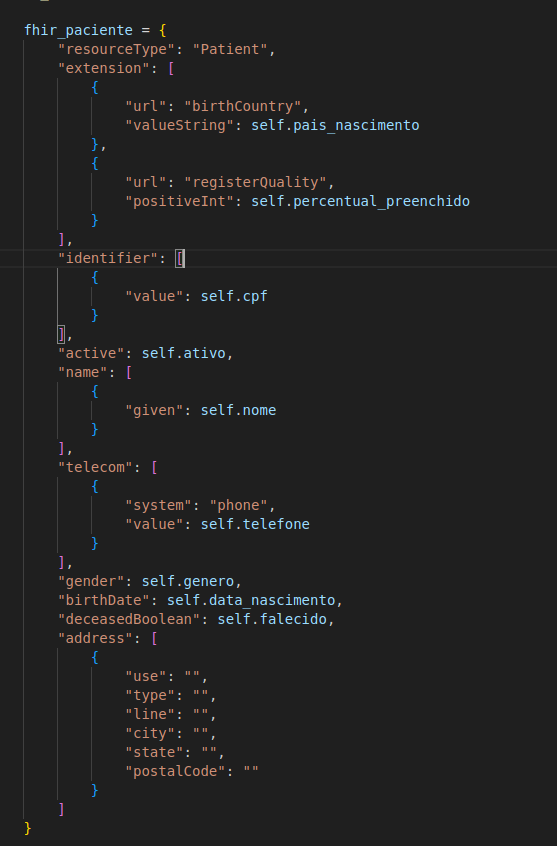 fhir_paciente = {
    "resourceType": "Patient",
    "extension": [
        {
            "url": "birthCountry",
            "valueString": self.pais_nascimento
        },
        {
            "url": "registerQuality",
            "positiveInt": self.percentual_preenchido
        }
    ],
    "identifier": [
        {
            "value": self.cpf
        }
    ],
    "active": self.ativo,
    "name": [
        {
            "given": self.nome
        }
    ],
    "telecom": [
        {
            "system": "phone",
            "value": self.telefone
        }
    ],
    "gender": self.genero,
    "birthDate": self.data_nascimento,
    "deceasedBoolean": self.falecido,
    "address": [
        {
            "use": "",
            "type": "",
            "line": "",
            "city": "",
            "state": "",
            "postalCode": ""
        }
    ]
}